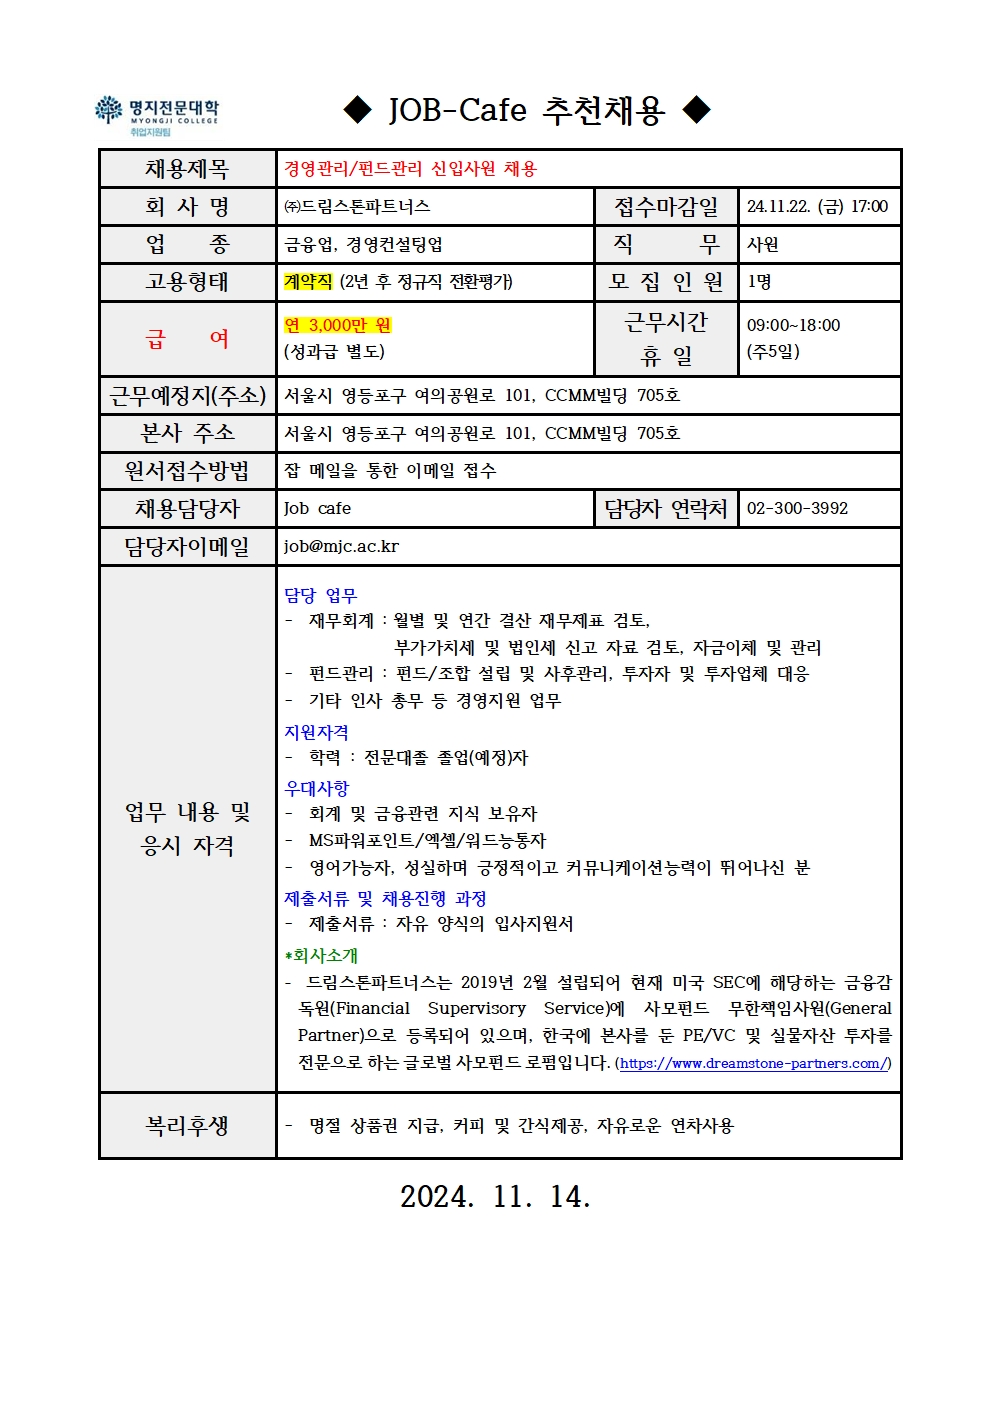 명지전문대학
MYONGJI COLLEGE
취업지원팀
◆ JOB-Cafe 추천채용 ◆
채용제목 경영관리/펀드관리 신입사원 채용
회 사 명 ㈜드림스톤파트너스 접수마감일 24.11.22. (금) 17:00
업 종 금융업, 경영컨설팅업 직 무 사원
고용형태 계약직 (2년 후 정규직 전환평가) 모 집 인 원 1명
급 여 연 3,000만 원 근무시간 09:00~18:00
(성과급 별도) 휴 일 (주5일)
근무예정지(주소) 서울시 영등포구 여의공원로 101, CCMM빌딩 705호
본사 주소 서울시 영등포구 여의공원로 101, CCMM빌딩 705호
원서접수방법 잡 메일을 통한 이메일 접수
채용담당자 Job cafe 담당자 연락처 02-300-3992
담당자이메일 job@mjc.ac.kr
업무 내용 및
응시 자격
담당 업무
- 재무회계 : 월별 및 연간 결산 재무제표 검토,
부가가치세 및 법인세 신고 자료 검토, 자금이체 및 관리
- 펀드관리 : 펀드/조합 설립 및 사후관리, 투자자 및 투자업체 대응
- 기타 인사 총무 등 경영지원 업무
지원자격
- 학력 : 전문대졸 졸업(예정)자
우대사항
- 회계 및 금융관련 지식 보유자
- MS파워포인트/엑셀/워드능통자
- 영어가능자, 성실하며 긍정적이고 커뮤니케이션능력이 뛰어나신 분
제출서류 및 채용진행 과정
- 제출서류 : 자유 양식의 입사지원서
*회사소개
- 드림스톤파트너스는 2019년 2월 설립되어 현재 미국 SEC에 해당하는 금융감
독원(Financial Supervisory Service)에 사모펀드 무한책임사원(General
Partner)으로 등록되어 있으며, 한국에 본사를 둔 PE/VC 및 실물자산 투자를
전문으로 하는 글로벌 사모펀드 로펌입니다. (https://www.dreamstone-partners.com/)
복리후생 - 명절 상품권 지급, 커피 및 간식제공, 자유로운 연차사용
2024. 11. 14.